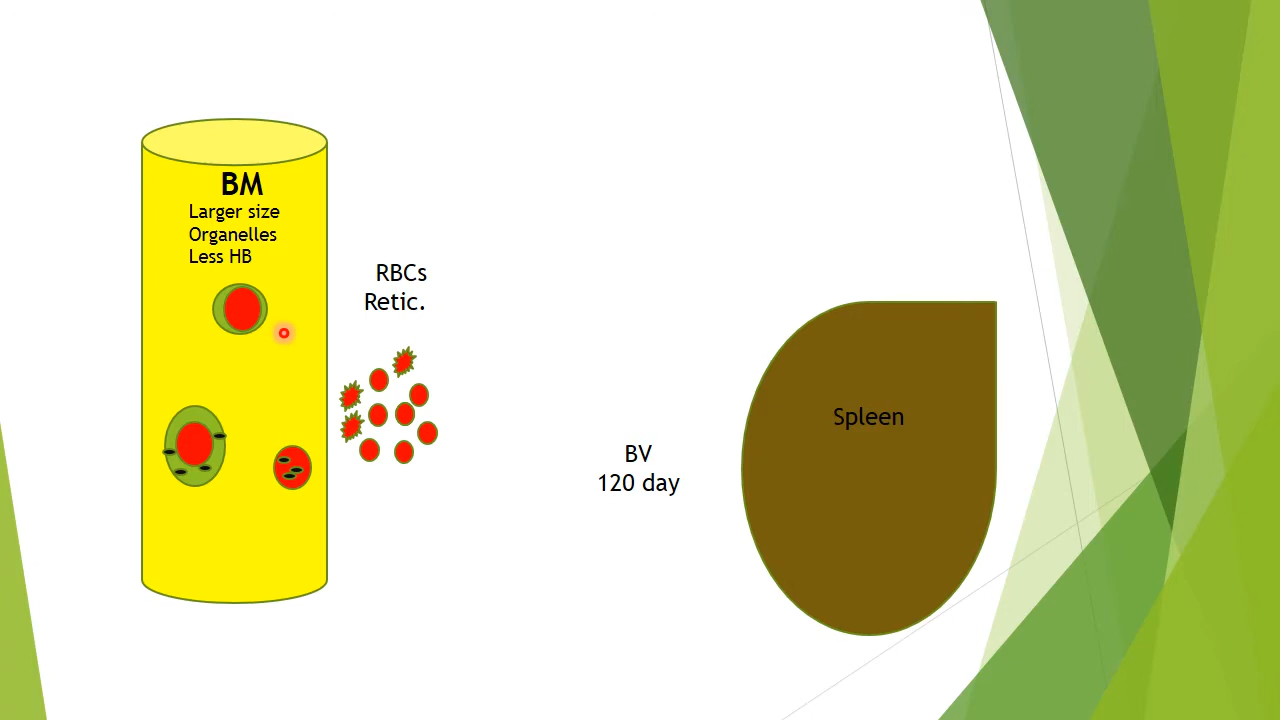 BM
Larger size
Organelles
Less HB
RBCs
Retic.
BV
120 day
Spleen